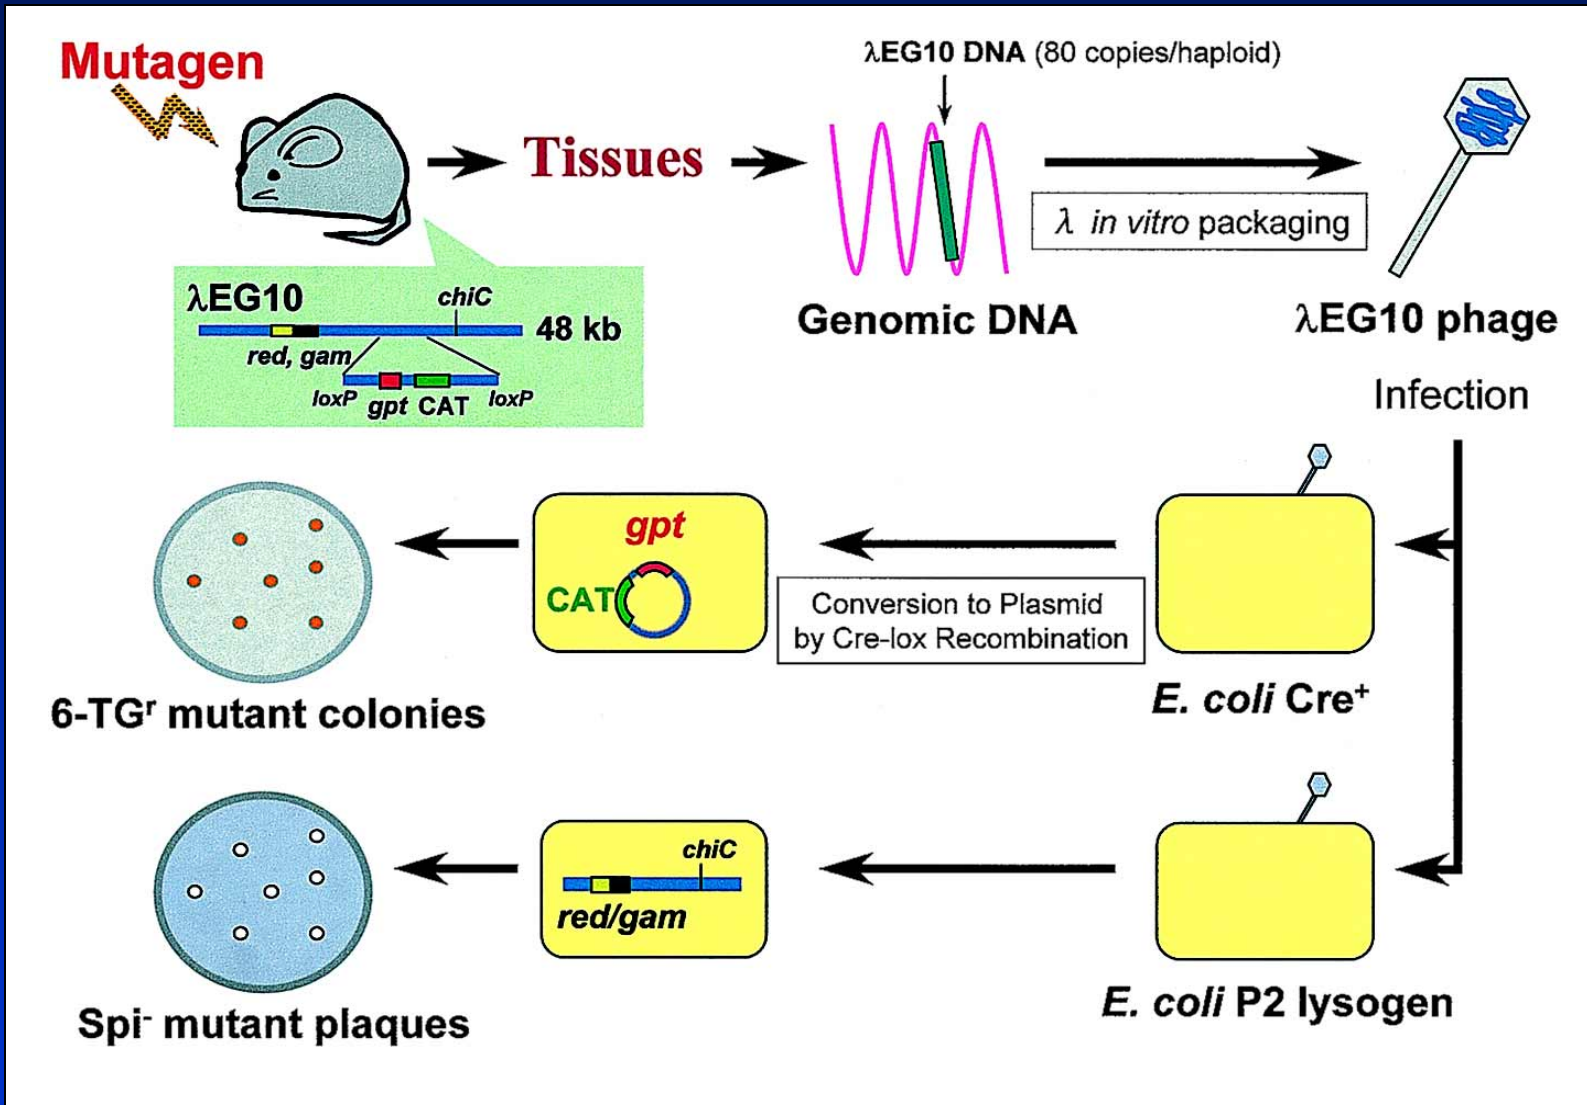 Mutagen
λEG10 DNA (80 copies/haploid)
Tissues
λ in vitro packaging
Genomic DNA
λEG10 phage
λEG10
chiC
48 kb
red, gam
loxP
gpt
CAT
loxP
Infection
gpt
CAT
Conversion to Plasmid
by Cre-lox Recombination
E. coli Cre⁺
6-TGʳ mutant colonies
chiC
red/gam
E. coli P2 lysogen
Spi⁻ mutant plaques